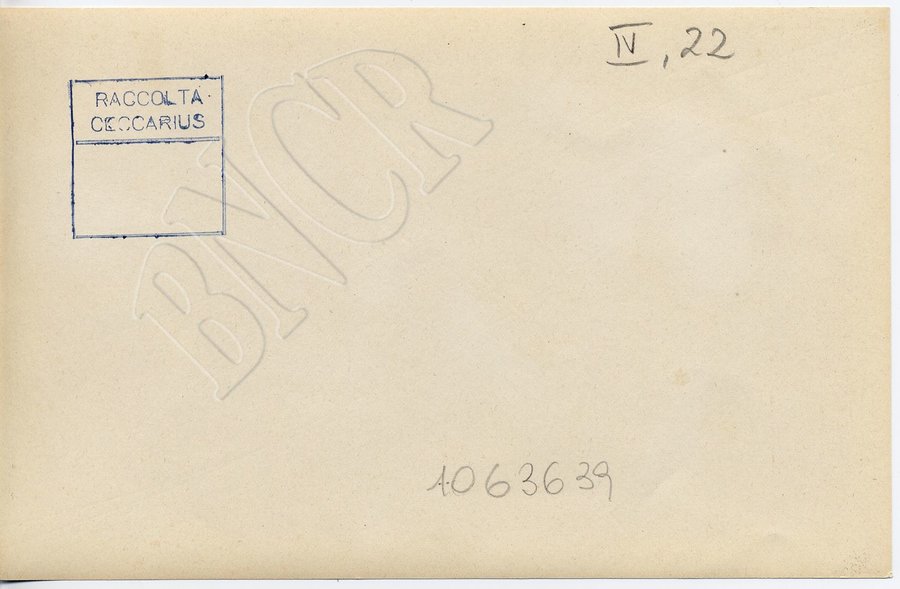 IV, 22
RACCOLTA
CECCARIUS
BNCR
1063639